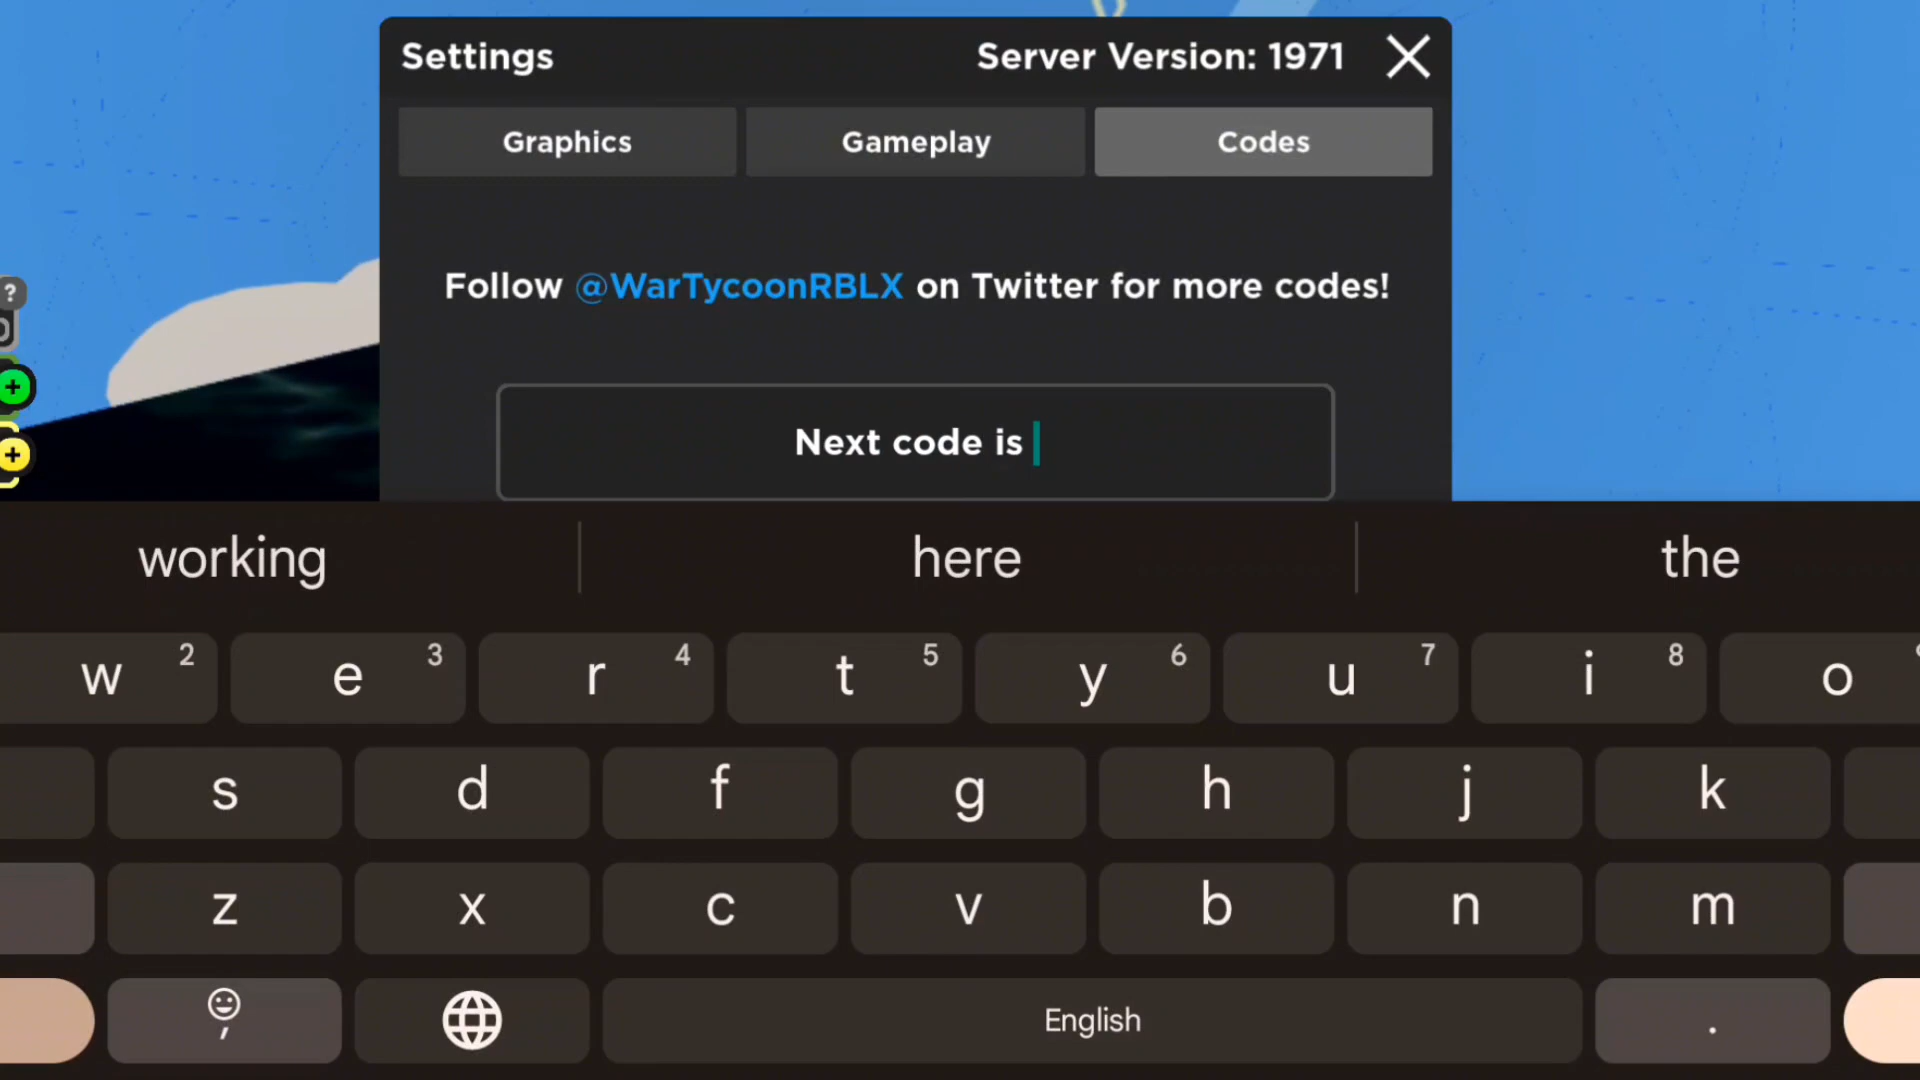 Settings
Server Version: 1971
Graphics
Gameplay
Codes
Follow @WarTycoonRBLX on Twitter for more codes!
Next code is
working
here
the
w 2
e 3
r 4
t 5
y 6
u 7
i 8
o
s
d
f
g
h
j
k
z
x
c
v
b
n
m
,
English
.
?
+
+